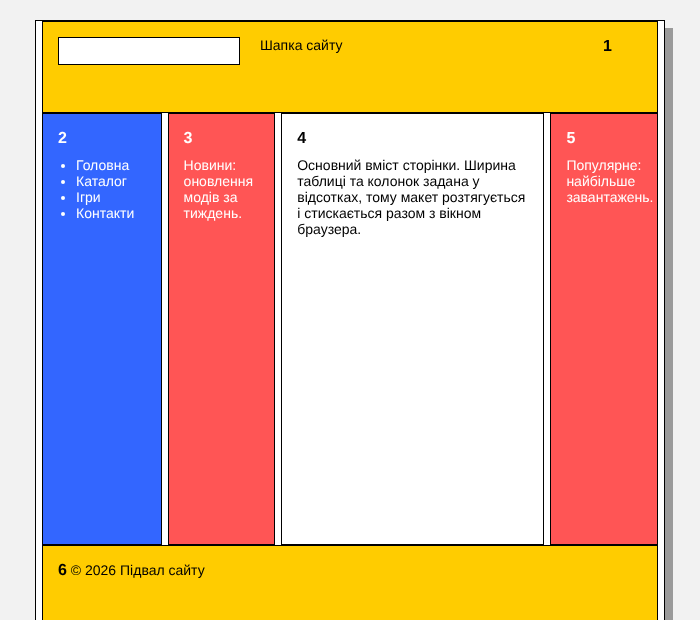 Шапка сайту 1
2
Головна
Каталог
Ігри
Контакти
3
Новини:
оновлення
модів за
тиждень.
4
Основний вміст сторінки. Ширина
таблиці та колонок задана у
відсотках, тому макет розтягується
і стискається разом з вікном
браузера.
5
Популярне:
найбільше
завантажень.
6 © 2026 Підвал сайту